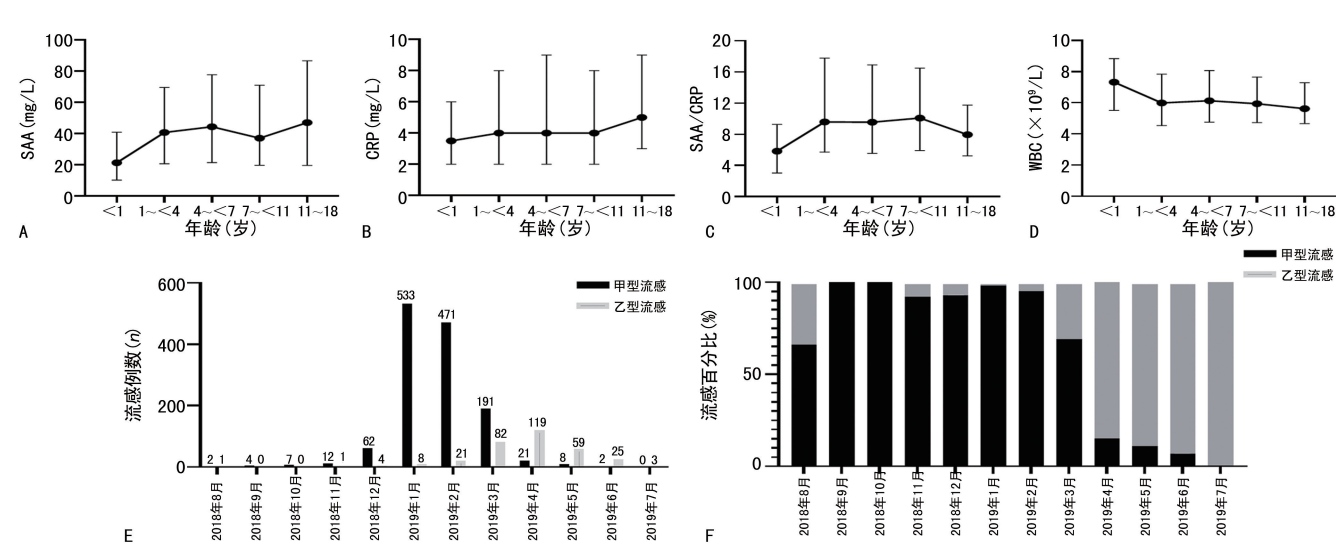 SAA(mg/L)
100
80
60
40
20
0
<1
1~<4
4~<7
7~<11
11~18
年龄(岁)
A
CRP(mg/L)
10
8
6
4
2
0
<1
1~<4
4~<7
7~<11
11~18
年龄(岁)
B
SAA/CRP
20
16
12
8
4
0
<1
1~<4
4~<7
7~<11
11~18
年龄(岁)
C
WBC(×10⁹/L)
10
8
6
4
2
0
<1
1~<4
4~<7
7~<11
11~18
年龄(岁)
D
流感例数(n)
600
400
200
0
甲型流感
乙型流感
2 1
4 0
7 0
12 1
62
4
533
8
471
21
191
82
21
119
8
59
2
25
0 3
2018年8月
2018年9月
2018年10月
2018年11月
2018年12月
2019年1月
2019年2月
2019年3月
2019年4月
2019年5月
2019年6月
2019年7月
E
甲型流感
乙型流感
流感百分比(%)
100
50
0
2018年8月
2018年9月
2018年10月
2018年11月
2018年12月
2019年1月
2019年2月
2019年3月
2019年4月
2019年5月
2019年6月
2019年7月
F